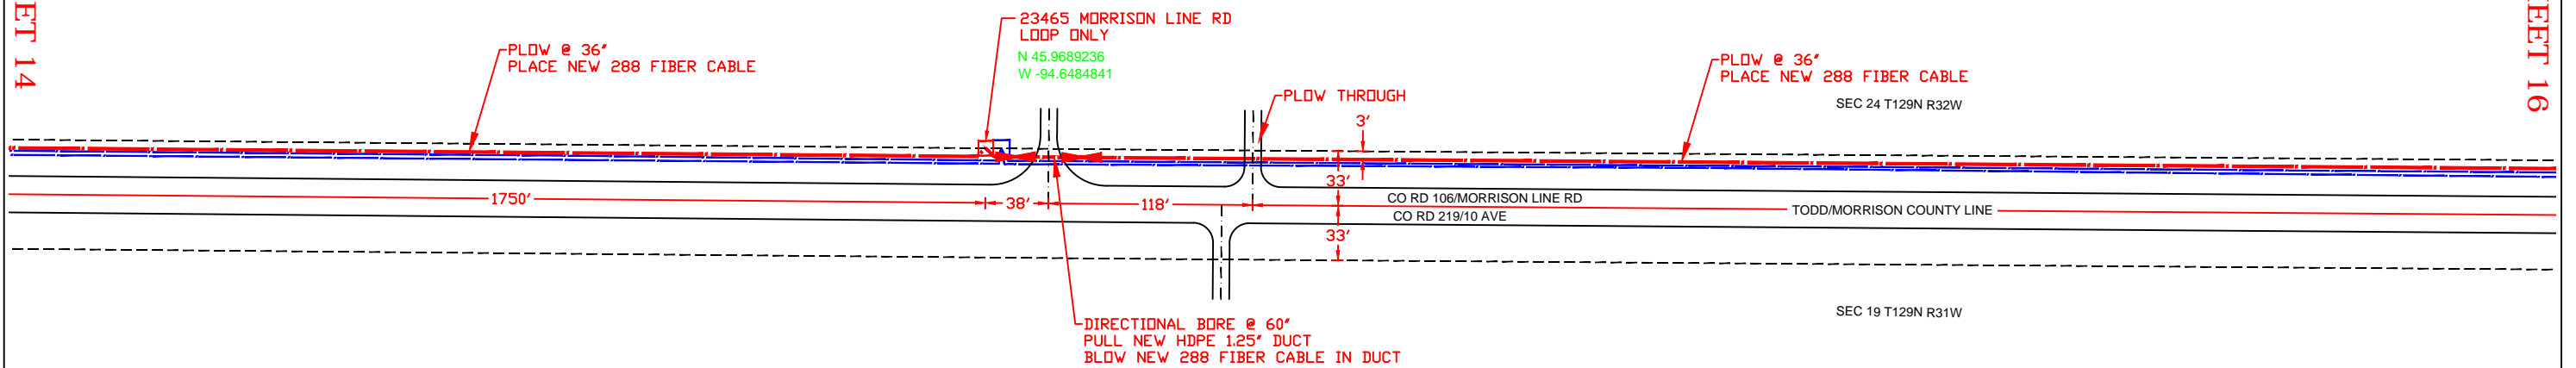 ET 14
PLOW @ 36"
PLACE NEW 288 FIBER CABLE
23465 MORRISON LINE RD
LOOP ONLY
N 45.9689236
W -94.6484841
PLOW THROUGH
3'
PLOW @ 36"
PLACE NEW 288 FIBER CABLE
SEC 24 T129N R32W
EET 16
1750'
38'
118'
33'
33'
CO RD 106/MORRISON LINE RD
CO RD 219/10 AVE
TODD/MORRISON COUNTY LINE
DIRECTIONAL BORE @ 60"
PULL NEW HDPE 1.25" DUCT
BLOW NEW 288 FIBER CABLE IN DUCT
SEC 19 T129N R31W